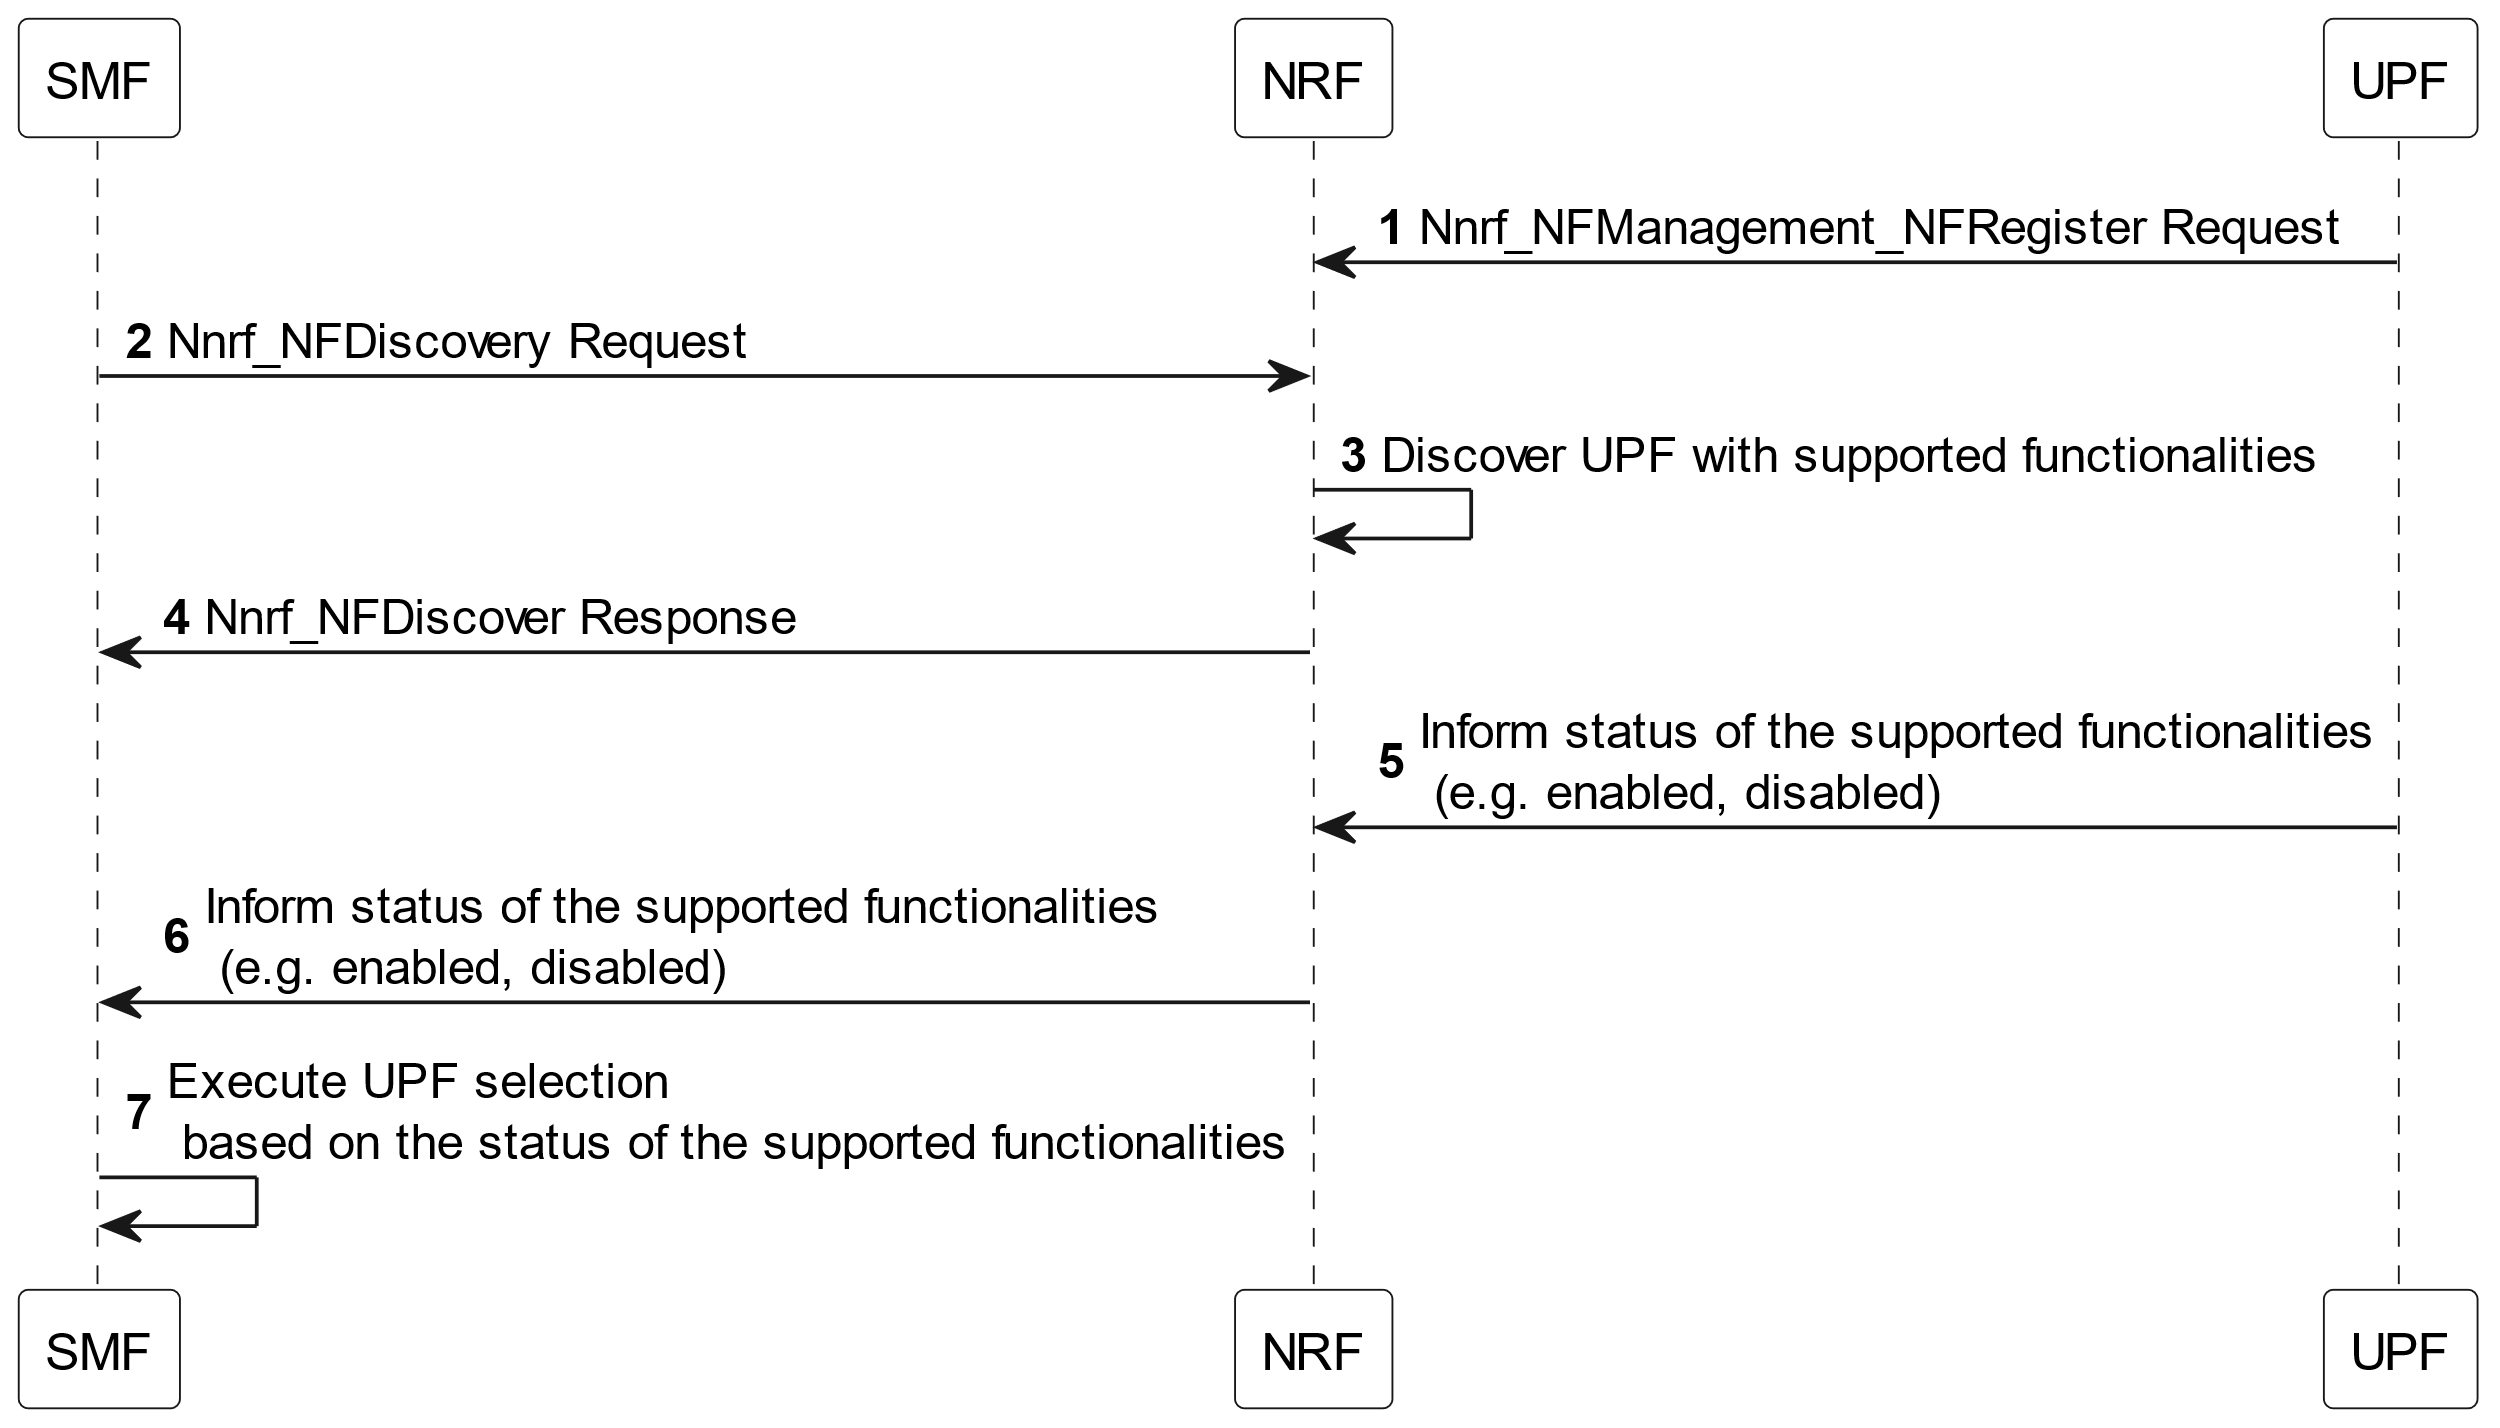 SMF NRF UPF
1 Nnrf_NFManagement_NFRegister Request
2 Nnrf_NFDiscovery Request
3 Discover UPF with supported functionalities
4 Nnrf_NFDiscover Response
5 Inform status of the supported functionalities
(e.g. enabled, disabled)
6 Inform status of the supported functionalities
(e.g. enabled, disabled)
7 Execute UPF selection
based on the status of the supported functionalities
SMF NRF UPF